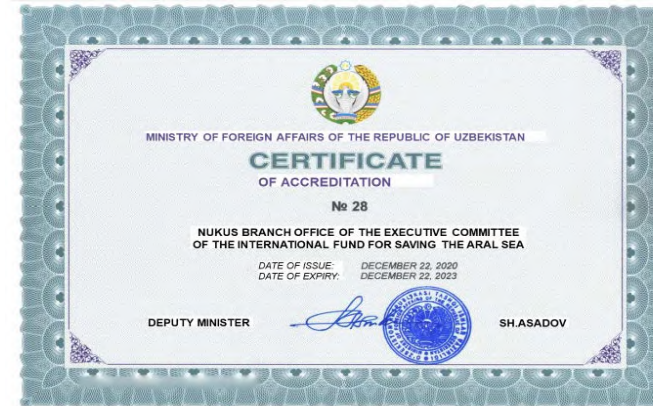 MINISTRY OF FOREIGN AFFAIRS OF THE REPUBLIC OF UZBEKISTAN
CERTIFICATE
OF ACCREDITATION
№ 28
NUKUS BRANCH OFFICE OF THE EXECUTIVE COMMITTEE
OF THE INTERNATIONAL FUND FOR SAVING THE ARAL SEA
DATE OF ISSUE: DECEMBER 22, 2020
DATE OF EXPIRY: DECEMBER 22, 2023
DEPUTY MINISTER SH.ASADOV